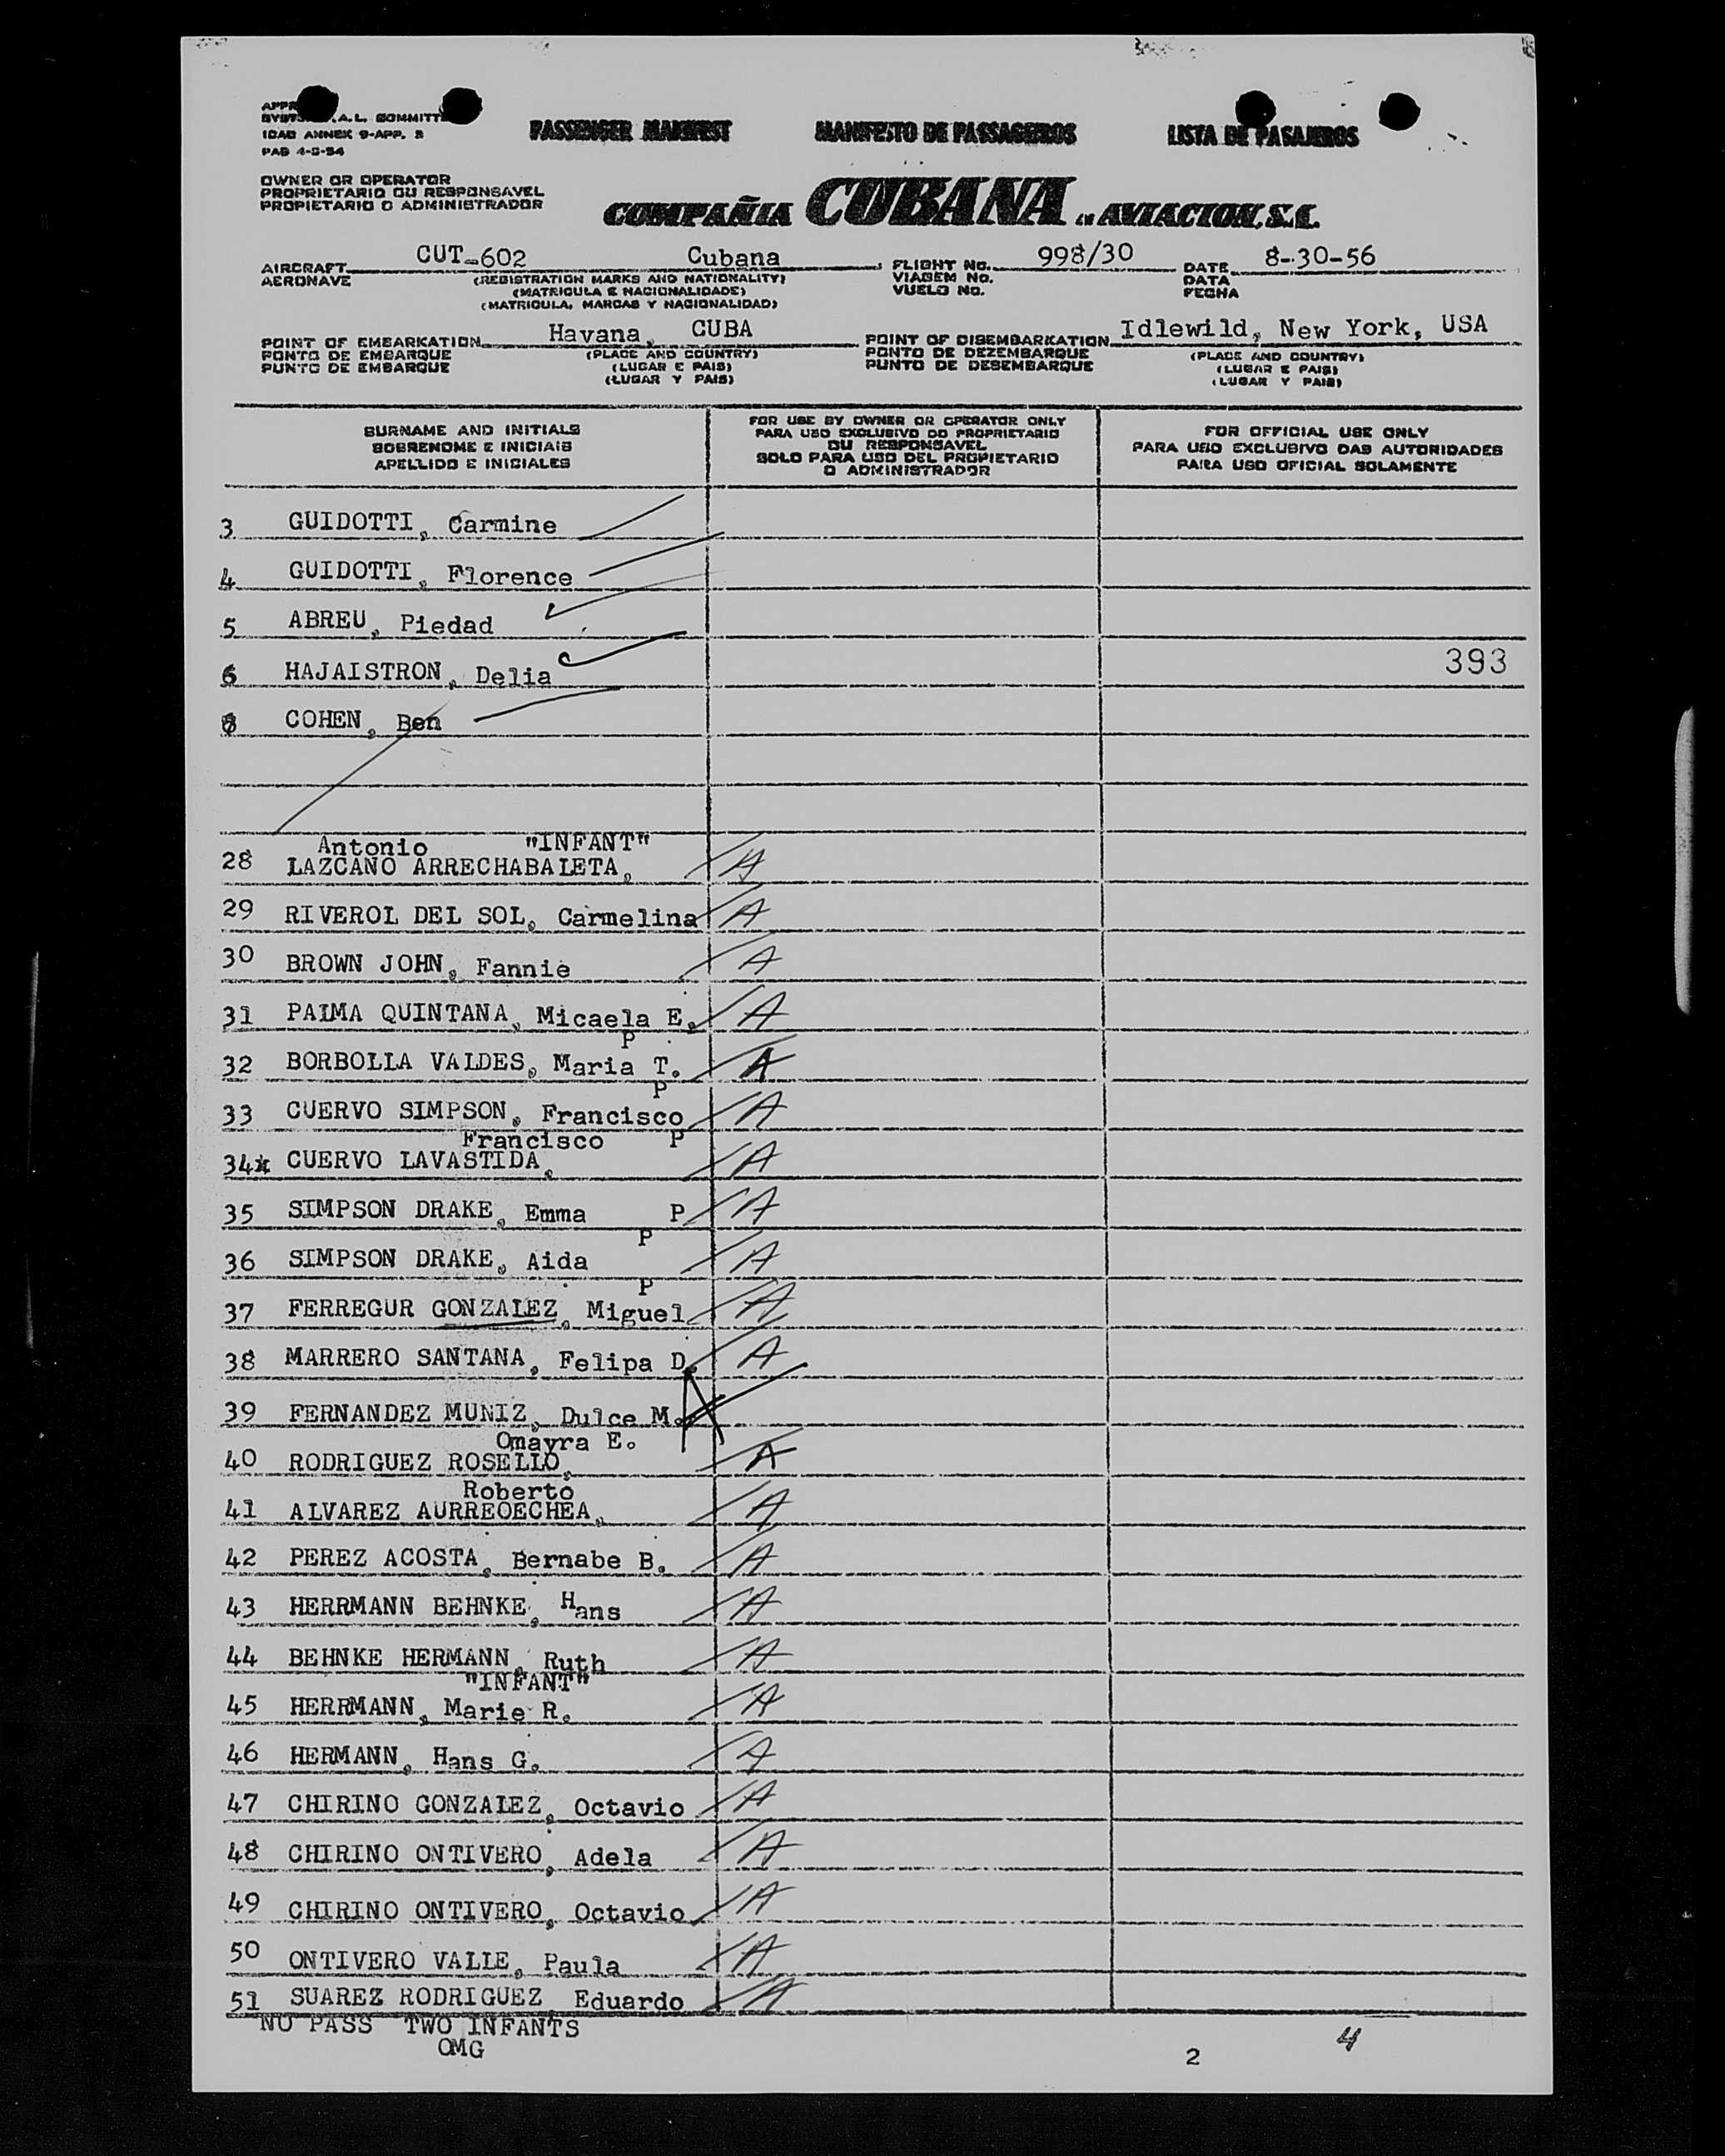 PASSENGER MANIFEST MANIFESTO DE PASSAGEIROS LISTA DE PASAJEROS
.A.L. COMMITT
ICAO ANNEX 9-APP. 
PAB 4-5-54
OWNER OR OPERATOR
PROPRIETARIO OU RESPONSAVEL
PROPIETARIO O ADMINISTRADOR
COMPAÑIA CUBANA DE AVIACION, S.A.
AIRCRAFT CUT-602 Cubana FLIGHT No. 998/30 DATE 8-30-56
AERONAVE (REGISTRATION MARKS AND NATIONALITY) VIAGEM No. DATA
(MATRICULA E NACIONALIDADE) VUELO No. FECHA
(MATRICULA, MARCAS Y NACIONALIDAD)
POINT OF EMBARKATION Havana, CUBA POINT OF DISEMBARKATION Idlewild, New York, USA
PONTO DE EMBARQUE (PLACE AND COUNTRY) PONTO DE DEZEMBARQUE (PLACE AND COUNTRY)
PUNTO DE EMBARQUE (LUGAR E PAIS) PUNTO DE DESEMBARQUE (LUGAR E PAIS)
(LUGAR Y PAIS) (LUGAR Y PAIS)
SURNAME AND INITIALS
SOBRENOME E INICIAIS
APELLIDO E INICIALES
FOR USE BY OWNER OR OPERATOR ONLY
PARA USO EXCLUSIVO DO PROPRIETARIO
OU RESPONSAVEL
SOLO PARA USO DEL PROPIETARIO
O ADMINISTRADOR
FOR OFFICIAL USE ONLY
PARA USO EXCLUSIVO DAS AUTORIDADES
PARA USO OFICIAL SOLAMENTE
3 GUIDOTTI, Carmine
4 GUIDOTTI, Florence
5 ABREU, Piedad
6 HAJAISTRON, Delia 393
COHEN, Ben
Antonio "INFANT"
28 LAZCANO ARRECHABALETA, A
29 RIVEROL DEL SOL, Carmelina A
30 BROWN JOHN, Fannie A
31 PALMA QUINTANA, Micaela E. A
P
32 BORBOLLA VALDES, Maria T. A
P
33 CUERVO SIMPSON, Francisco A
Francisco P
34 CUERVO LAVASTIDA, A
35 SIMPSON DRAKE, Emma P A
P
36 SIMPSON DRAKE, Aida A
P
37 FERREGUR GONZALEZ, Miguel A
38 MARRERO SANTANA, Felipa D. A
39 FERNANDEZ MUNIZ, Dulce M. A
Omayra E.
40 RODRIGUEZ ROSELLO, A
Roberto
41 ALVAREZ AURREOECHEA, A
42 PEREZ ACOSTA, Bernabe B. A
43 HERRMANN BEHNKE, Hans A
44 BEHNKE HERMANN, Ruth A
"INFANT"
45 HERRMANN, Marie R. A
46 HERMANN, Hans G. A
47 CHIRINO GONZALEZ, Octavio A
48 CHIRINO ONTIVERO, Adela A
49 CHIRINO ONTIVERO, Octavio A
50 ONTIVERO VALLE, Paula A
51 SUAREZ RODRIGUEZ, Eduardo A
NO PASS TWO INFANTS
OMG
2 4